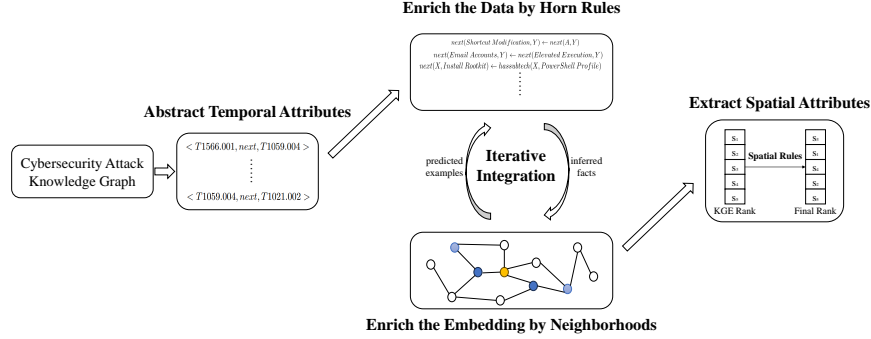 Enrich the Data by Horn Rules
next(Shortcut Modification, Y) ← next(A, Y)
next(Email Accounts, Y) ← next(Elevated Execution, Y)
next(X, Install Rootkit) ← hassubtech(X, PowerShell Profile)
Abstract Temporal Attributes
< T1566.001, next, T1059.004 >
< T1059.004, next, T1021.002 >
Cybersecurity Attack
Knowledge Graph
predicted
examples
Iterative
Integration
inferred
facts
Enrich the Embedding by Neighborhoods
Extract Spatial Attributes
Spatial Rules
KGE Rank
Final Rank